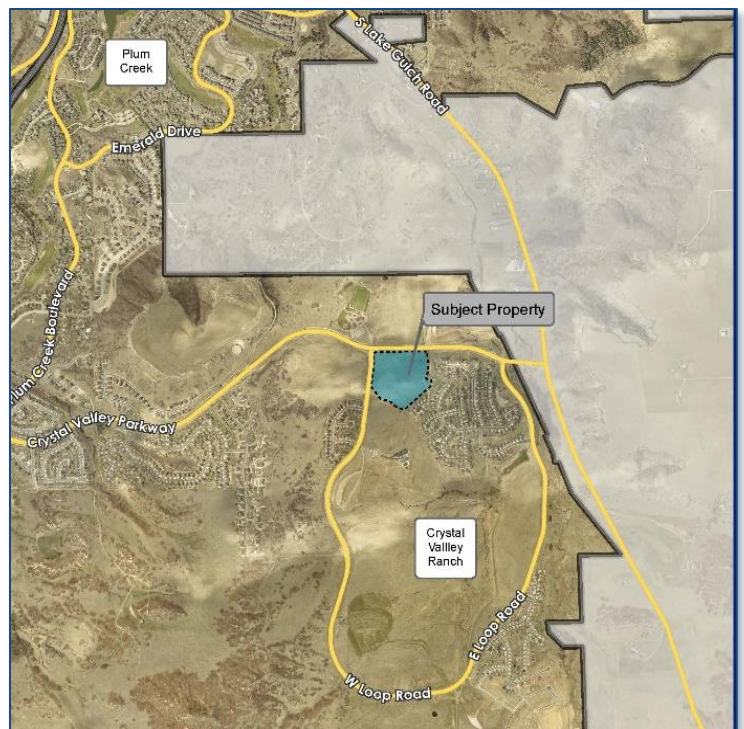 Plum
Creek
S Lake Gulch Road
Emerald Drive
Subject Property
Plum Creek Boulevard
Crystal Valley Parkway
Crystal
Vallley
Ranch
E Loop Road
W Loop Road